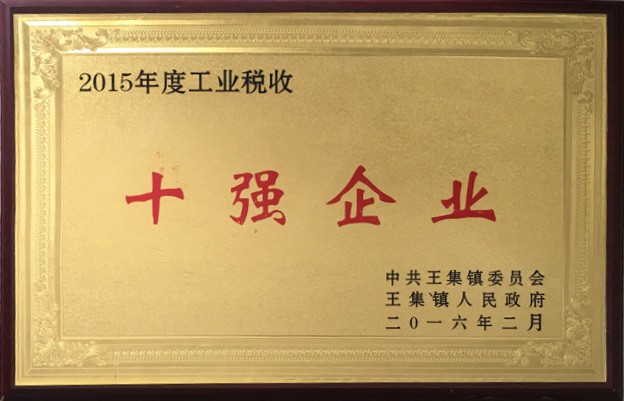 2015年度工业税收
十强企业
中共王集镇委员会
王集镇人民政府
二〇一六年二月